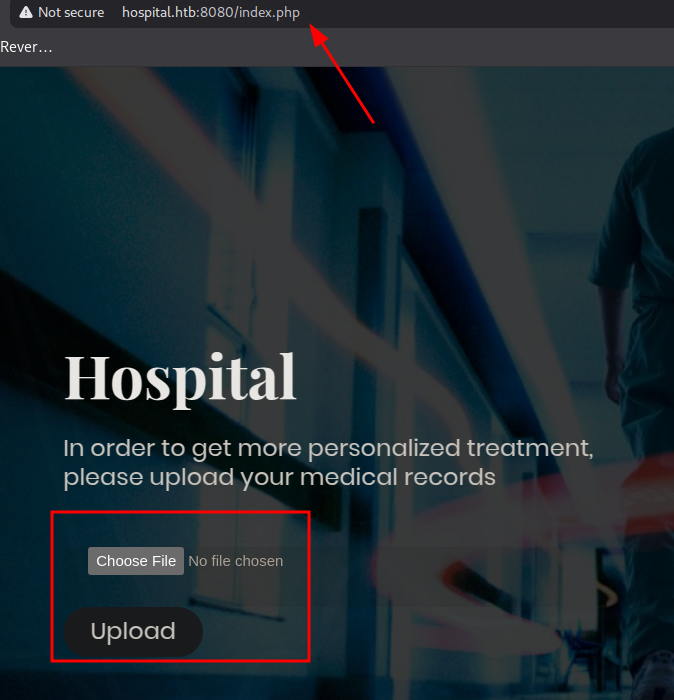 Not secure hospital.htb:8080/index.php
Rever...
Hospital
In order to get more personalized treatment,
please upload your medical records
Choose File No file chosen
Upload